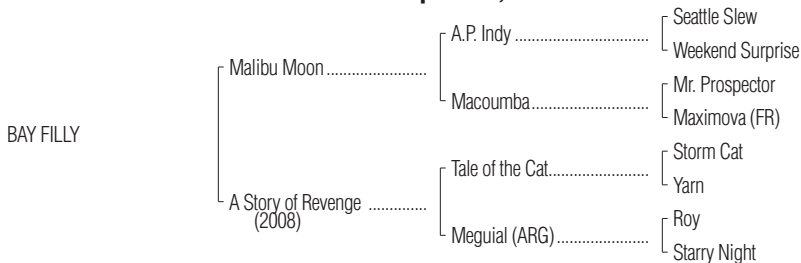 Seattle Slew
A.P. Indy ..................................
Weekend Surprise
Malibu Moon .........................
Mr. Prospector
Macoumba..............................
Maximova (FR)
BAY FILLY
Storm Cat
Tale of the Cat.........................
Yarn
A Story of Revenge ..............
(2008)
Roy
Meguial (ARG).......................
Starry Night